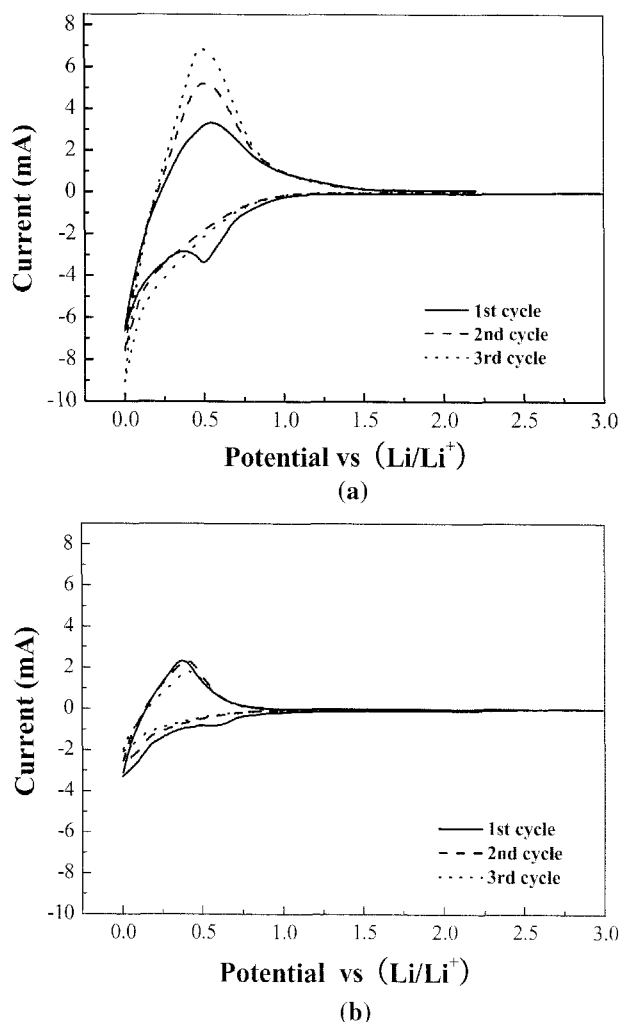 8
6
4
2
0
-2
-4
-6
-8
-10
Current (mA)
1st cycle
2nd cycle
3rd cycle
0.0 0.5 1.0 1.5 2.0 2.5 3.0
Potential vs (Li/Li⁺)
(a)
8
6
4
2
0
-2
-4
-6
-8
-10
Current (mA)
1st cycle
2nd cycle
3rd cycle
0.0 0.5 1.0 1.5 2.0 2.5 3.0
Potential vs (Li/Li⁺)
(b)